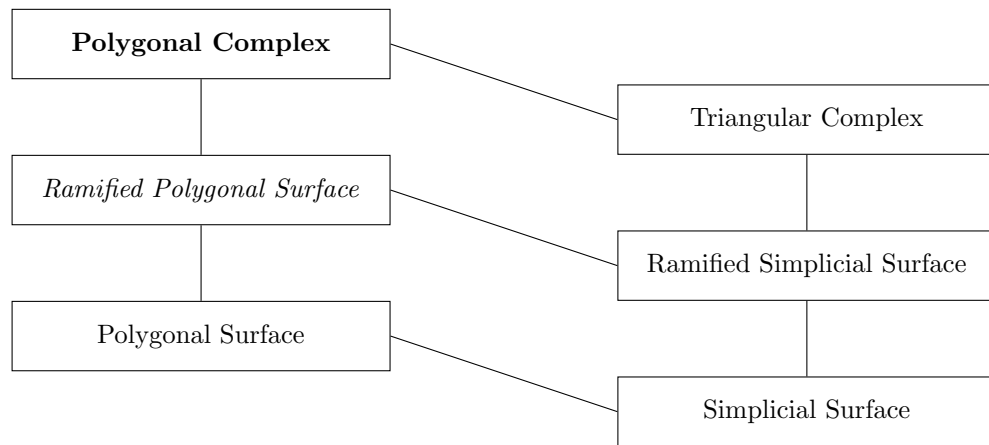 Polygonal Complex
Triangular Complex
Ramified Polygonal Surface
Ramified Simplicial Surface
Polygonal Surface
Simplicial Surface